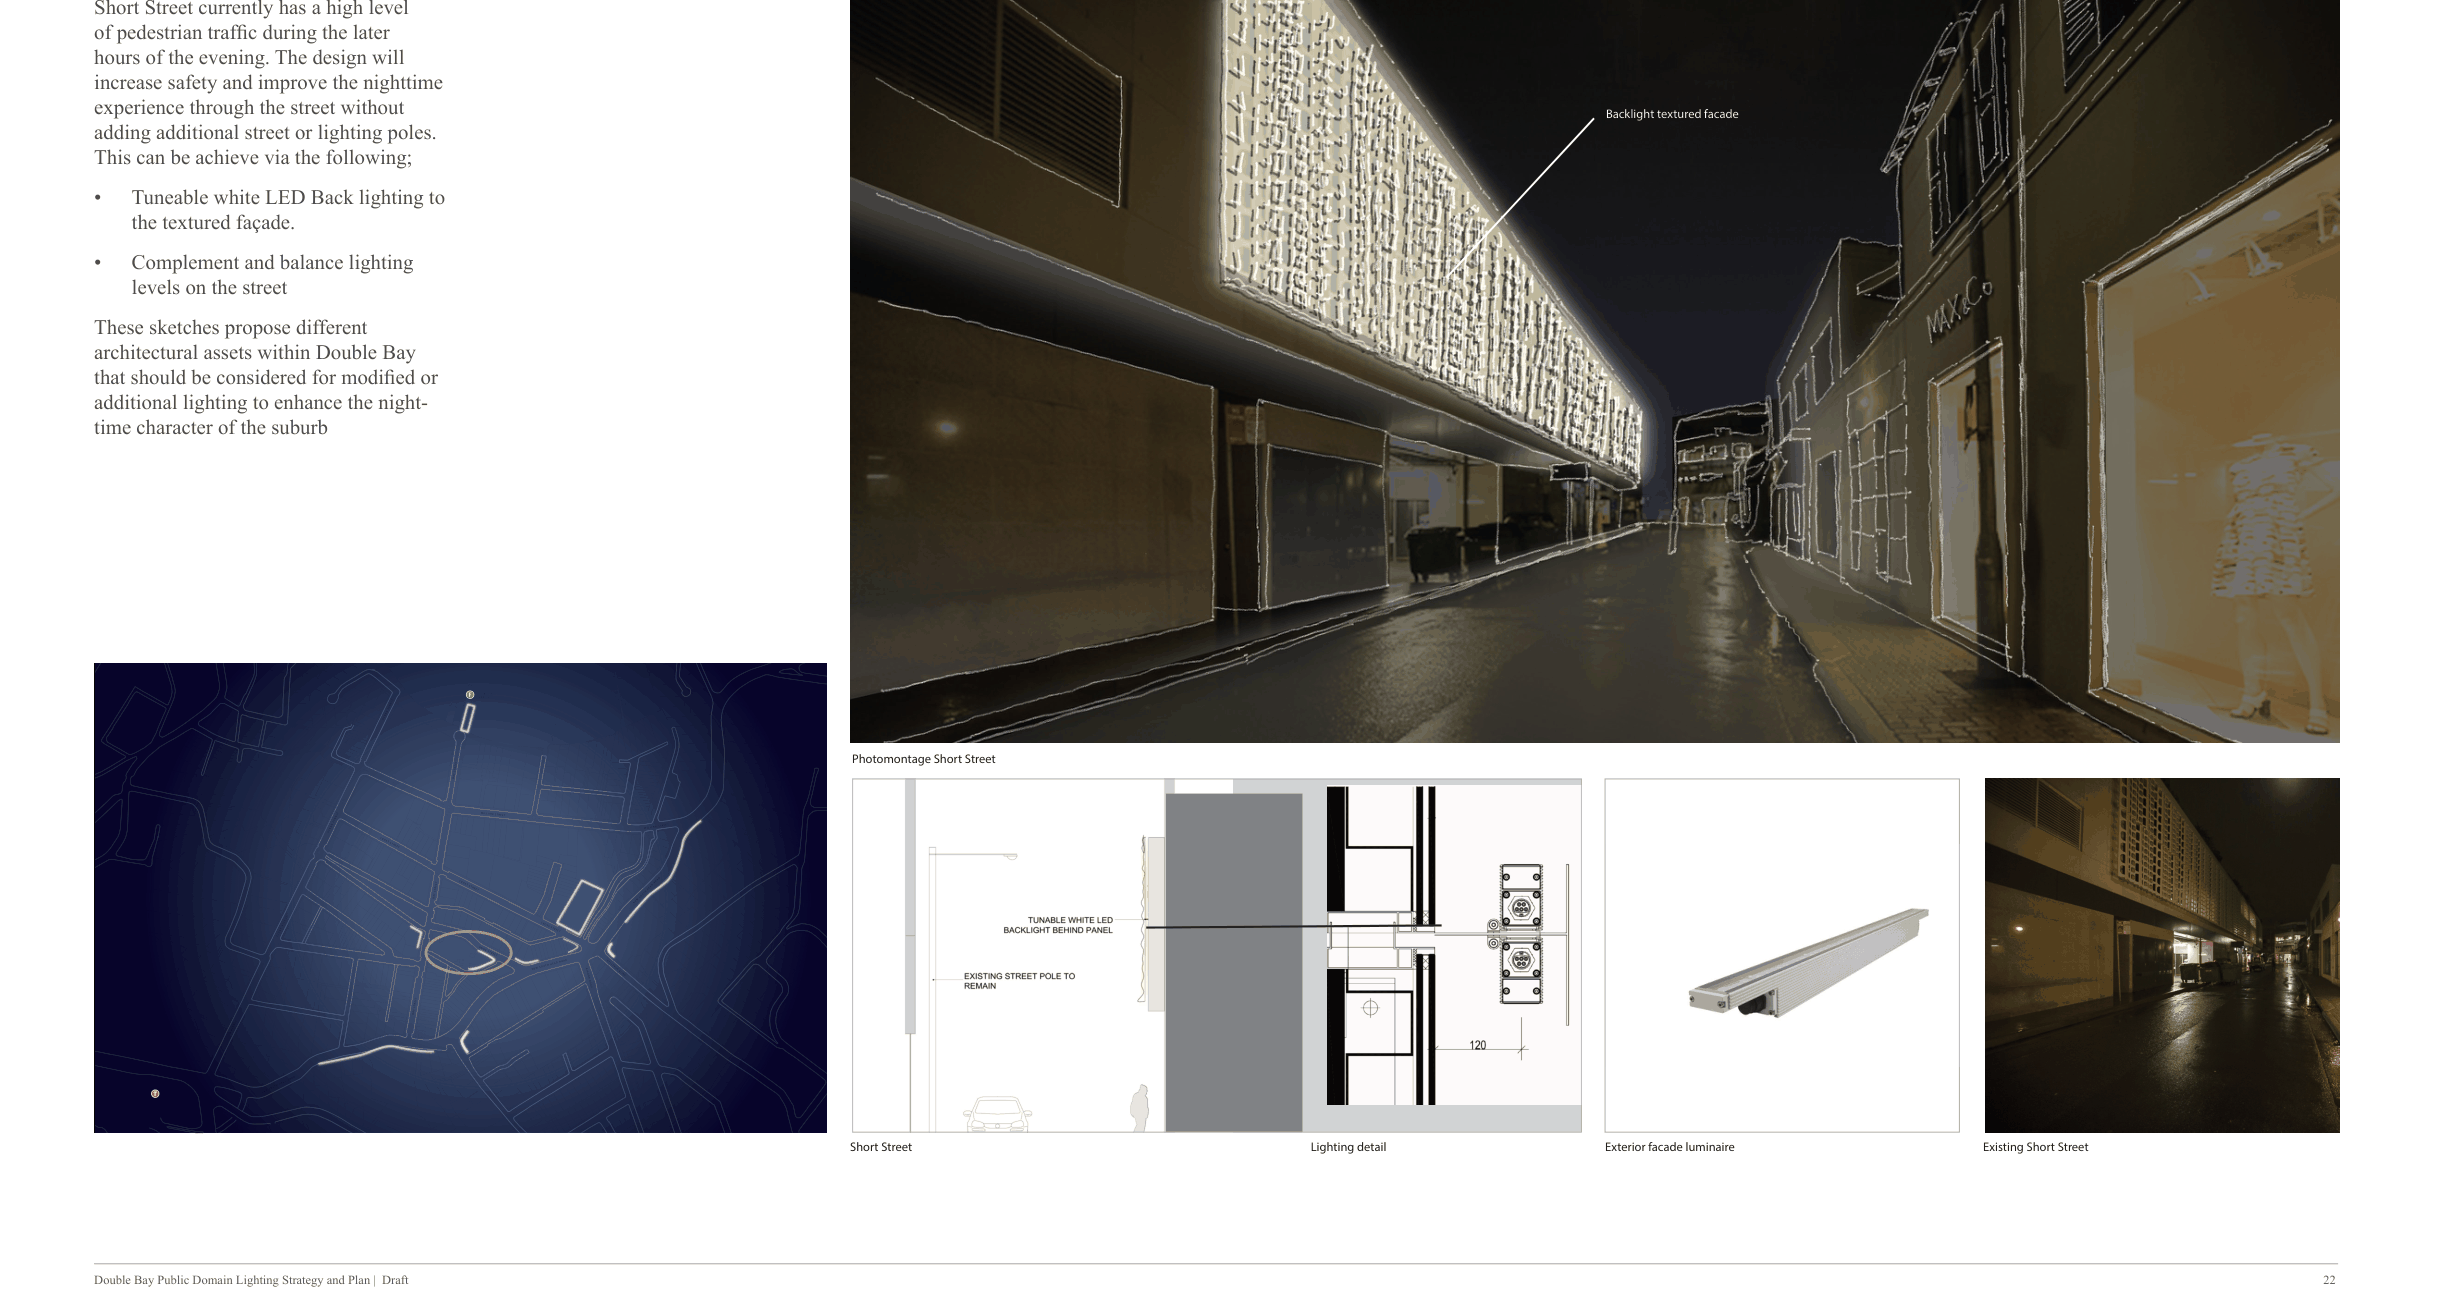 Short Street currently has a high level
of pedestrian traffic during the later
hours of the evening. The design will
increase safety and improve the nighttime
experience through the street without
adding additional street or lighting poles.
This can be achieve via the following;
• Tuneable white LED Back lighting to
the textured façade.
• Complement and balance lighting
levels on the street
These sketches propose different
architectural assets within Double Bay
that should be considered for modified or
additional lighting to enhance the night-
time character of the suburb
Backlight textured facade
MAX&Co
Photomontage Short Street
TUNABLE WHITE LED
BACKLIGHT BEHIND PANEL
EXISTING STREET POLE TO
REMAIN
120
Short Street
Lighting detail
Exterior facade luminaire
Existing Short Street
Double Bay Public Domain Lighting Strategy and Plan | Draft
22